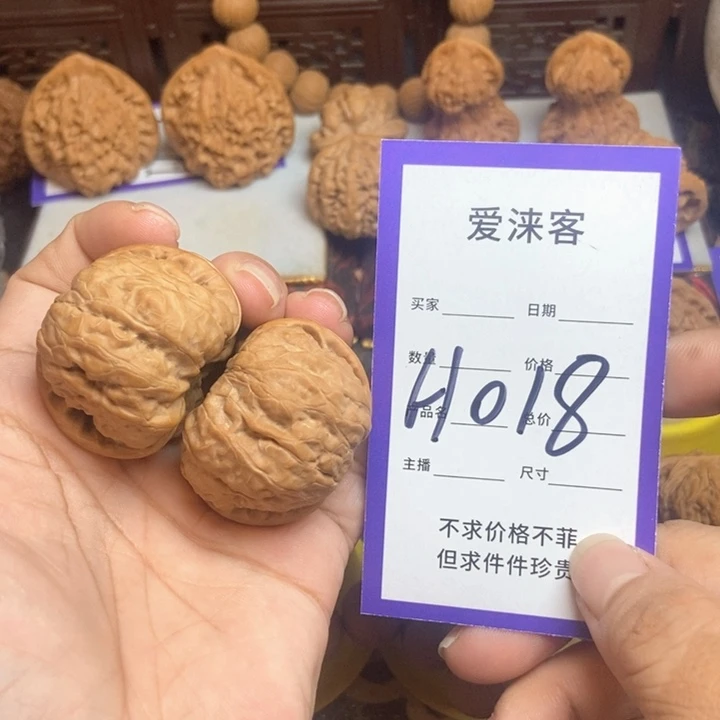 爱涞客
买家 日期
数量 价格
H018
产品名 总价
主播 尺寸
不求价格不菲
但求件件珍贵